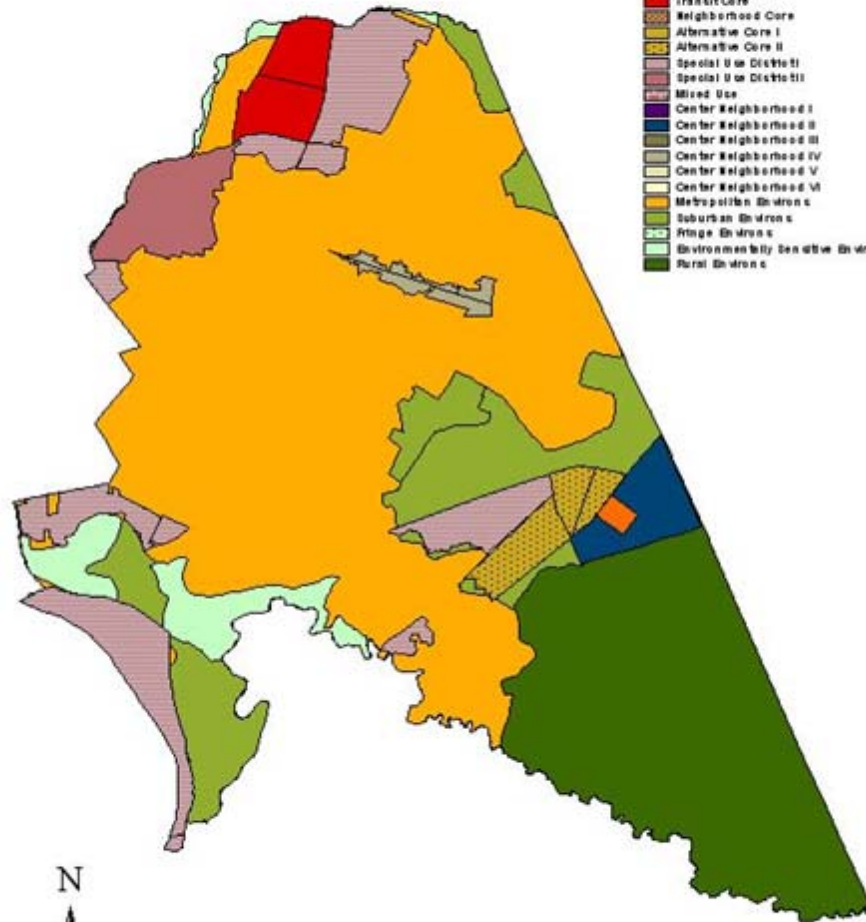 Transit Core
Neighborhood Core
Alternative Core I
Alternative Core II
Special Use District I
Special Use District II
Mixed Use
Center Neighborhood I
Center Neighborhood II
Center Neighborhood III
Center Neighborhood IV
Center Neighborhood V
Center Neighborhood VI
Metropolitan Environs
Suburban Environs
Fringe Environs
Environmentally Sensitive Envir
Rural Environs
N